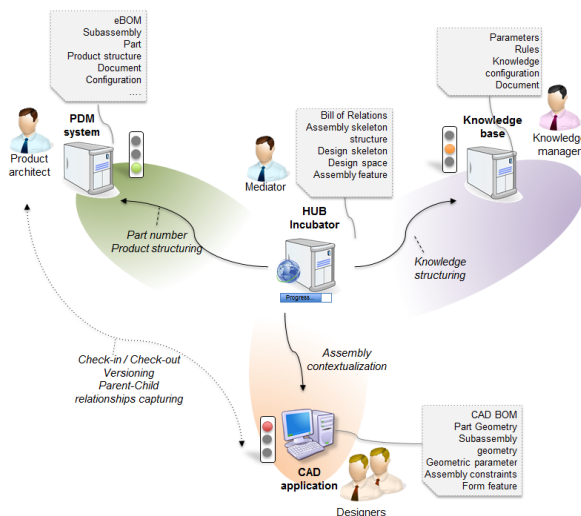 eBOM
Subassembly
Part
Product structure
Document
Configuration
....
PDM
system
Product
architect
Part number
Product structuring
Bill of Relations
Assembly skeleton
structure
Design skeleton
Design space
Assembly feature
Mediator
HUB
Incubator
Progress...
Parameters
Rules
Knowledge
configuration
Document
Knowledge
base
Knowledge
manager
Knowledge
structuring
Check-in / Check-out
Versioning
Parent-Child
relationships capturing
Assembly
contextualization
CAD
application
Designers
CAD BOM
Part Geometry
Subassembly
geometry
Geometric parameter
Assembly constraints
Form feature